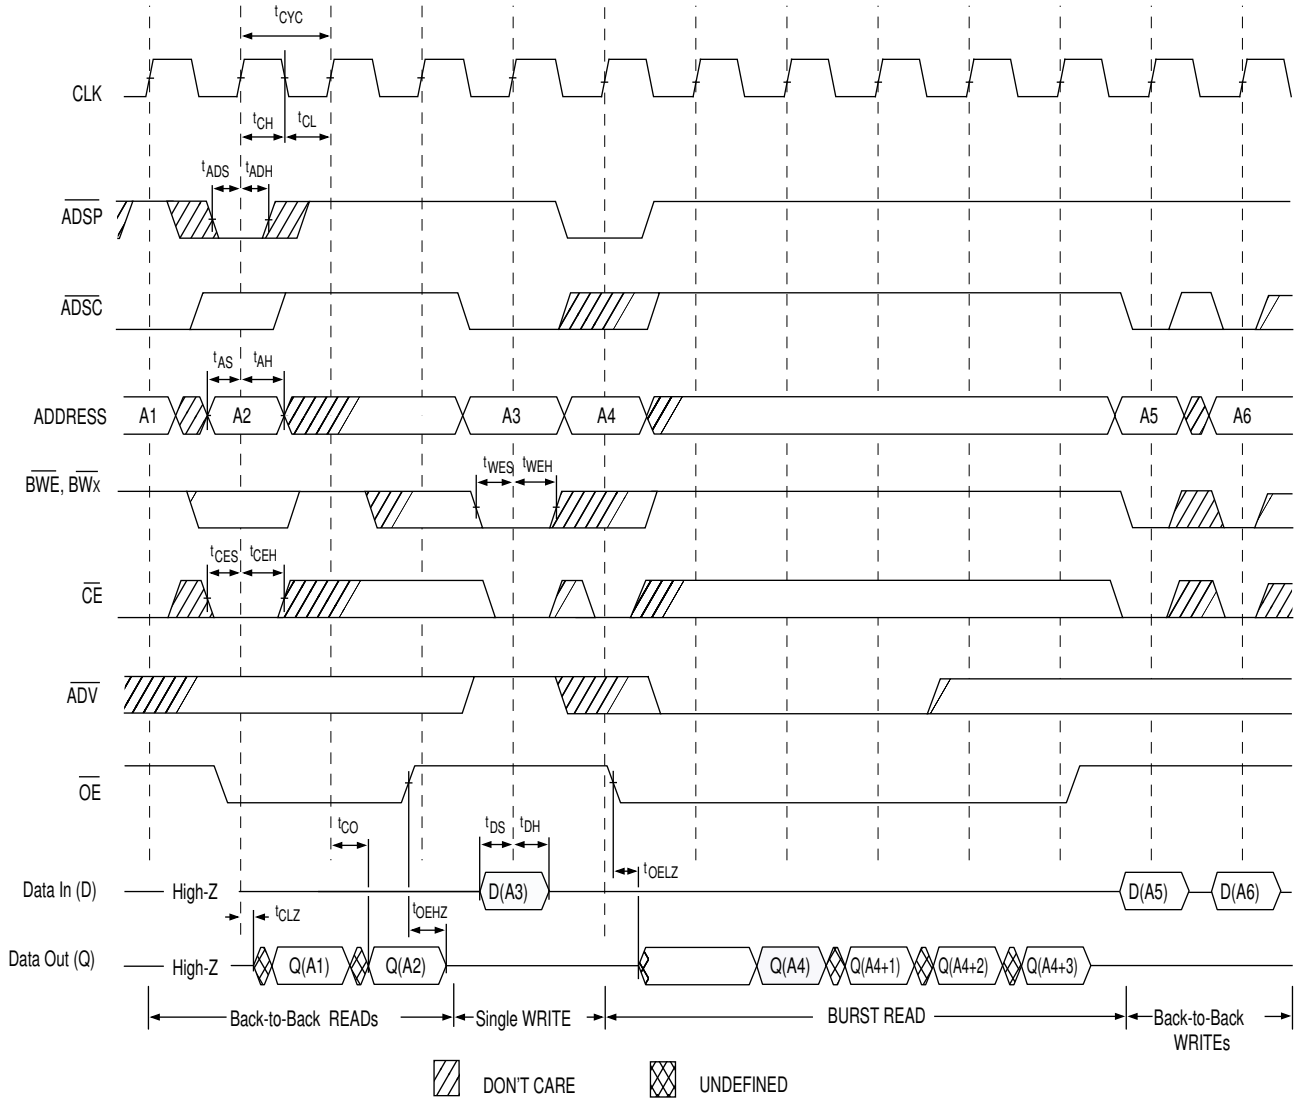 tCYC
CLK
tCH tCL
tADS tADH
ADSP
ADSC
tAS tAH
ADDRESS A1 A2 A3 A4 A5 A6
BWE, BWX tWES tWEH
tCES tCEH
CE
ADV
OE
tCO tDS tDH
tOELZ
Data In (D) High-Z D(A3) D(A5) D(A6)
tCLZ tOEHZ
Data Out (Q) High-Z Q(A1) Q(A2) Q(A4) Q(A4+1) Q(A4+2) Q(A4+3)
Back-to-Back READs Single WRITE BURST READ Back-to-Back
WRITEs
DON'T CARE UNDEFINED